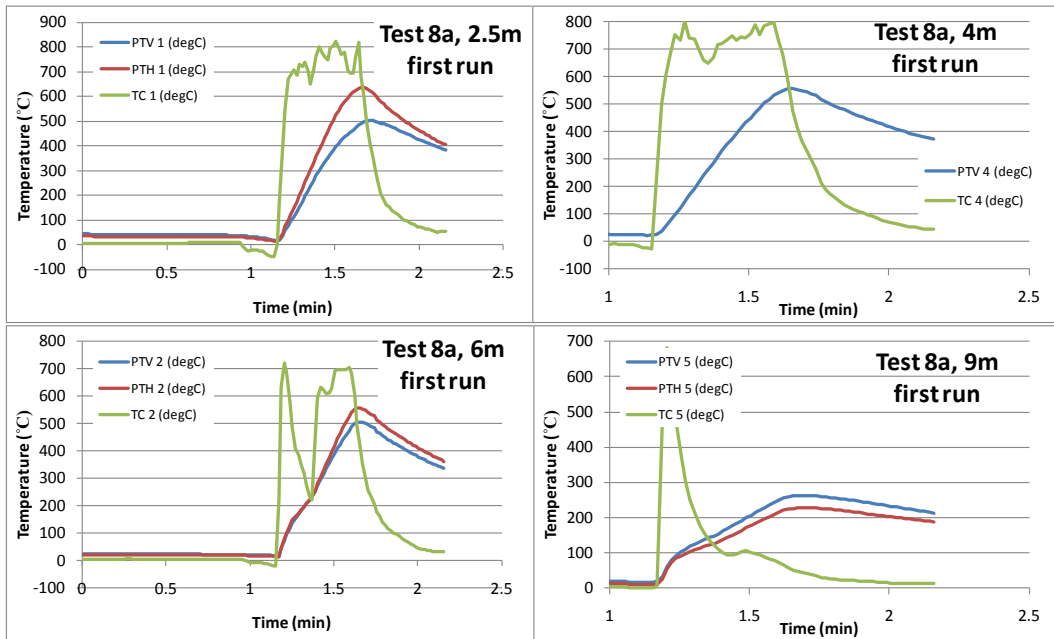 900
800
700
600
500
400
300
200
100
0
-100
Temperature (°C)
PTV 1 (degC)
PTH 1 (degC)
TC 1 (degC)
Test 8a, 2.5m
first run
0
0.5
1
1.5
2
2.5
Time (min)
800
700
600
500
400
300
200
100
0
-100
Temperature (°C)
Test 8a, 4m
first run
PTV 4 (degC)
TC 4 (degC)
1
1.5
2
2.5
Time (min)
800
700
600
500
400
300
200
100
0
-100
Temperature (°C)
PTV 2 (degC)
PTH 2 (degC)
TC 2 (degC)
Test 8a, 6m
first run
0
0.5
1
1.5
2
2.5
Time (min)
700
600
500
400
300
200
100
0
Temperature (°C)
PTV 5 (degC)
PTH 5 (degC)
TC 5 (degC)
Test 8a, 9m
first run
1
1.5
2
2.5
Time (min)